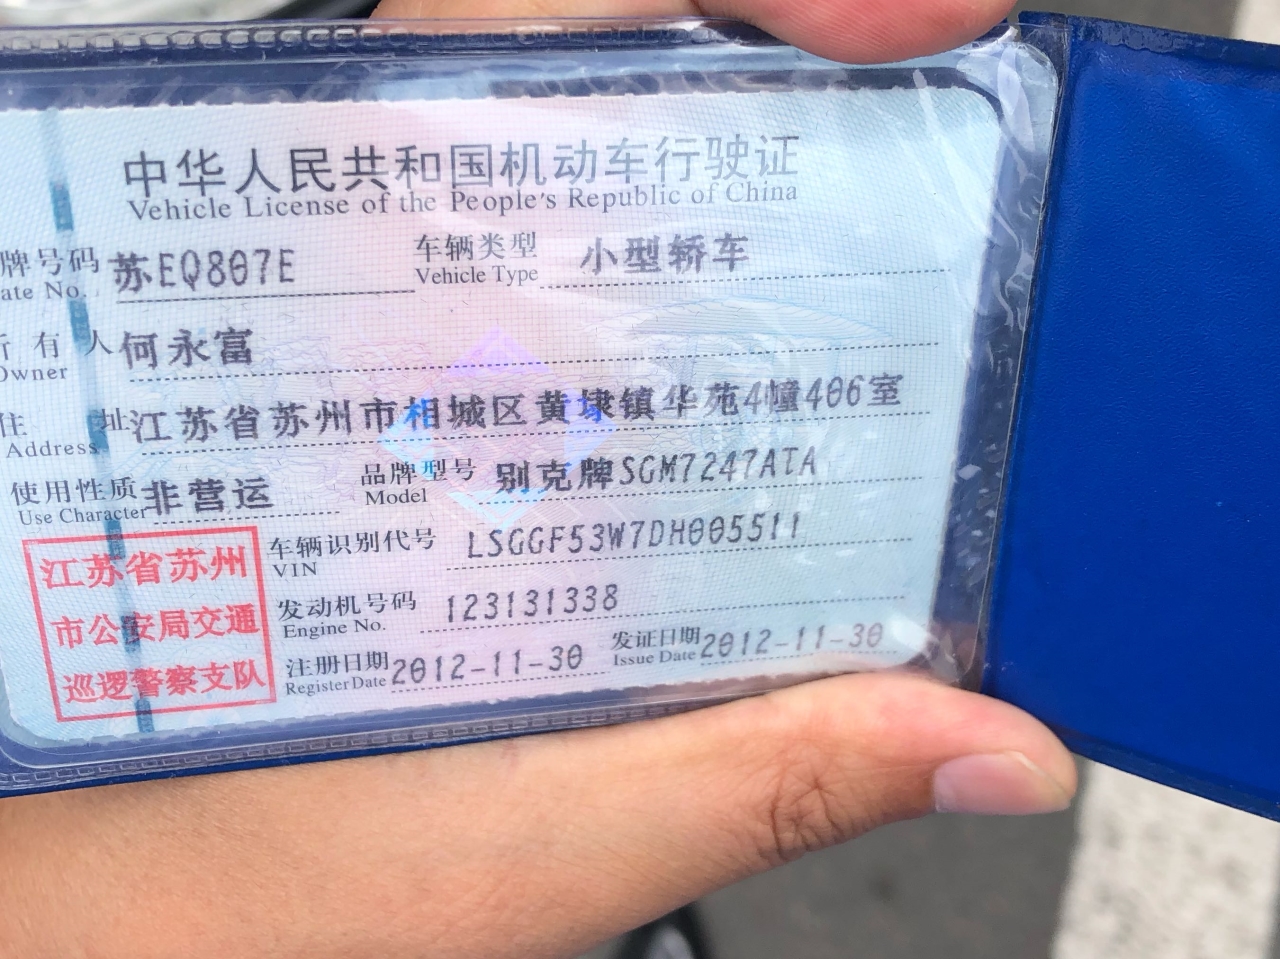 中华人民共和国机动车行驶证
Vehicle License of the People's Republic of China
牌号码 苏EQ807E 车辆类型 小型轿车
ate No. Vehicle Type
所有人 何永富
Owner
住址 江苏省苏州市相城区黄埭镇华苑4幢406室
Address
使用性质 非营运 品牌型号 别克牌SGM7247ATA
Use Character Model
车辆识别代号 LSGGF53W7DH005511
VIN
发动机号码 123131338
Engine No.
注册日期 2012-11-30 发证日期 2012-11-30
Register Date Issue Date
江苏省苏州
市公安局交通
巡逻警察支队